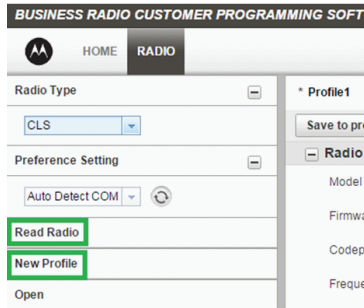 BUSINESS RADIO CUSTOMER PROGRAMMING SOFT
HOME RADIO
Radio Type
* Profile1
CLS
Save to pr
Radio
Preference Setting
Model
Auto Detect COM
Firmwa
Read Radio
Codep
New Profile
Freque
Open